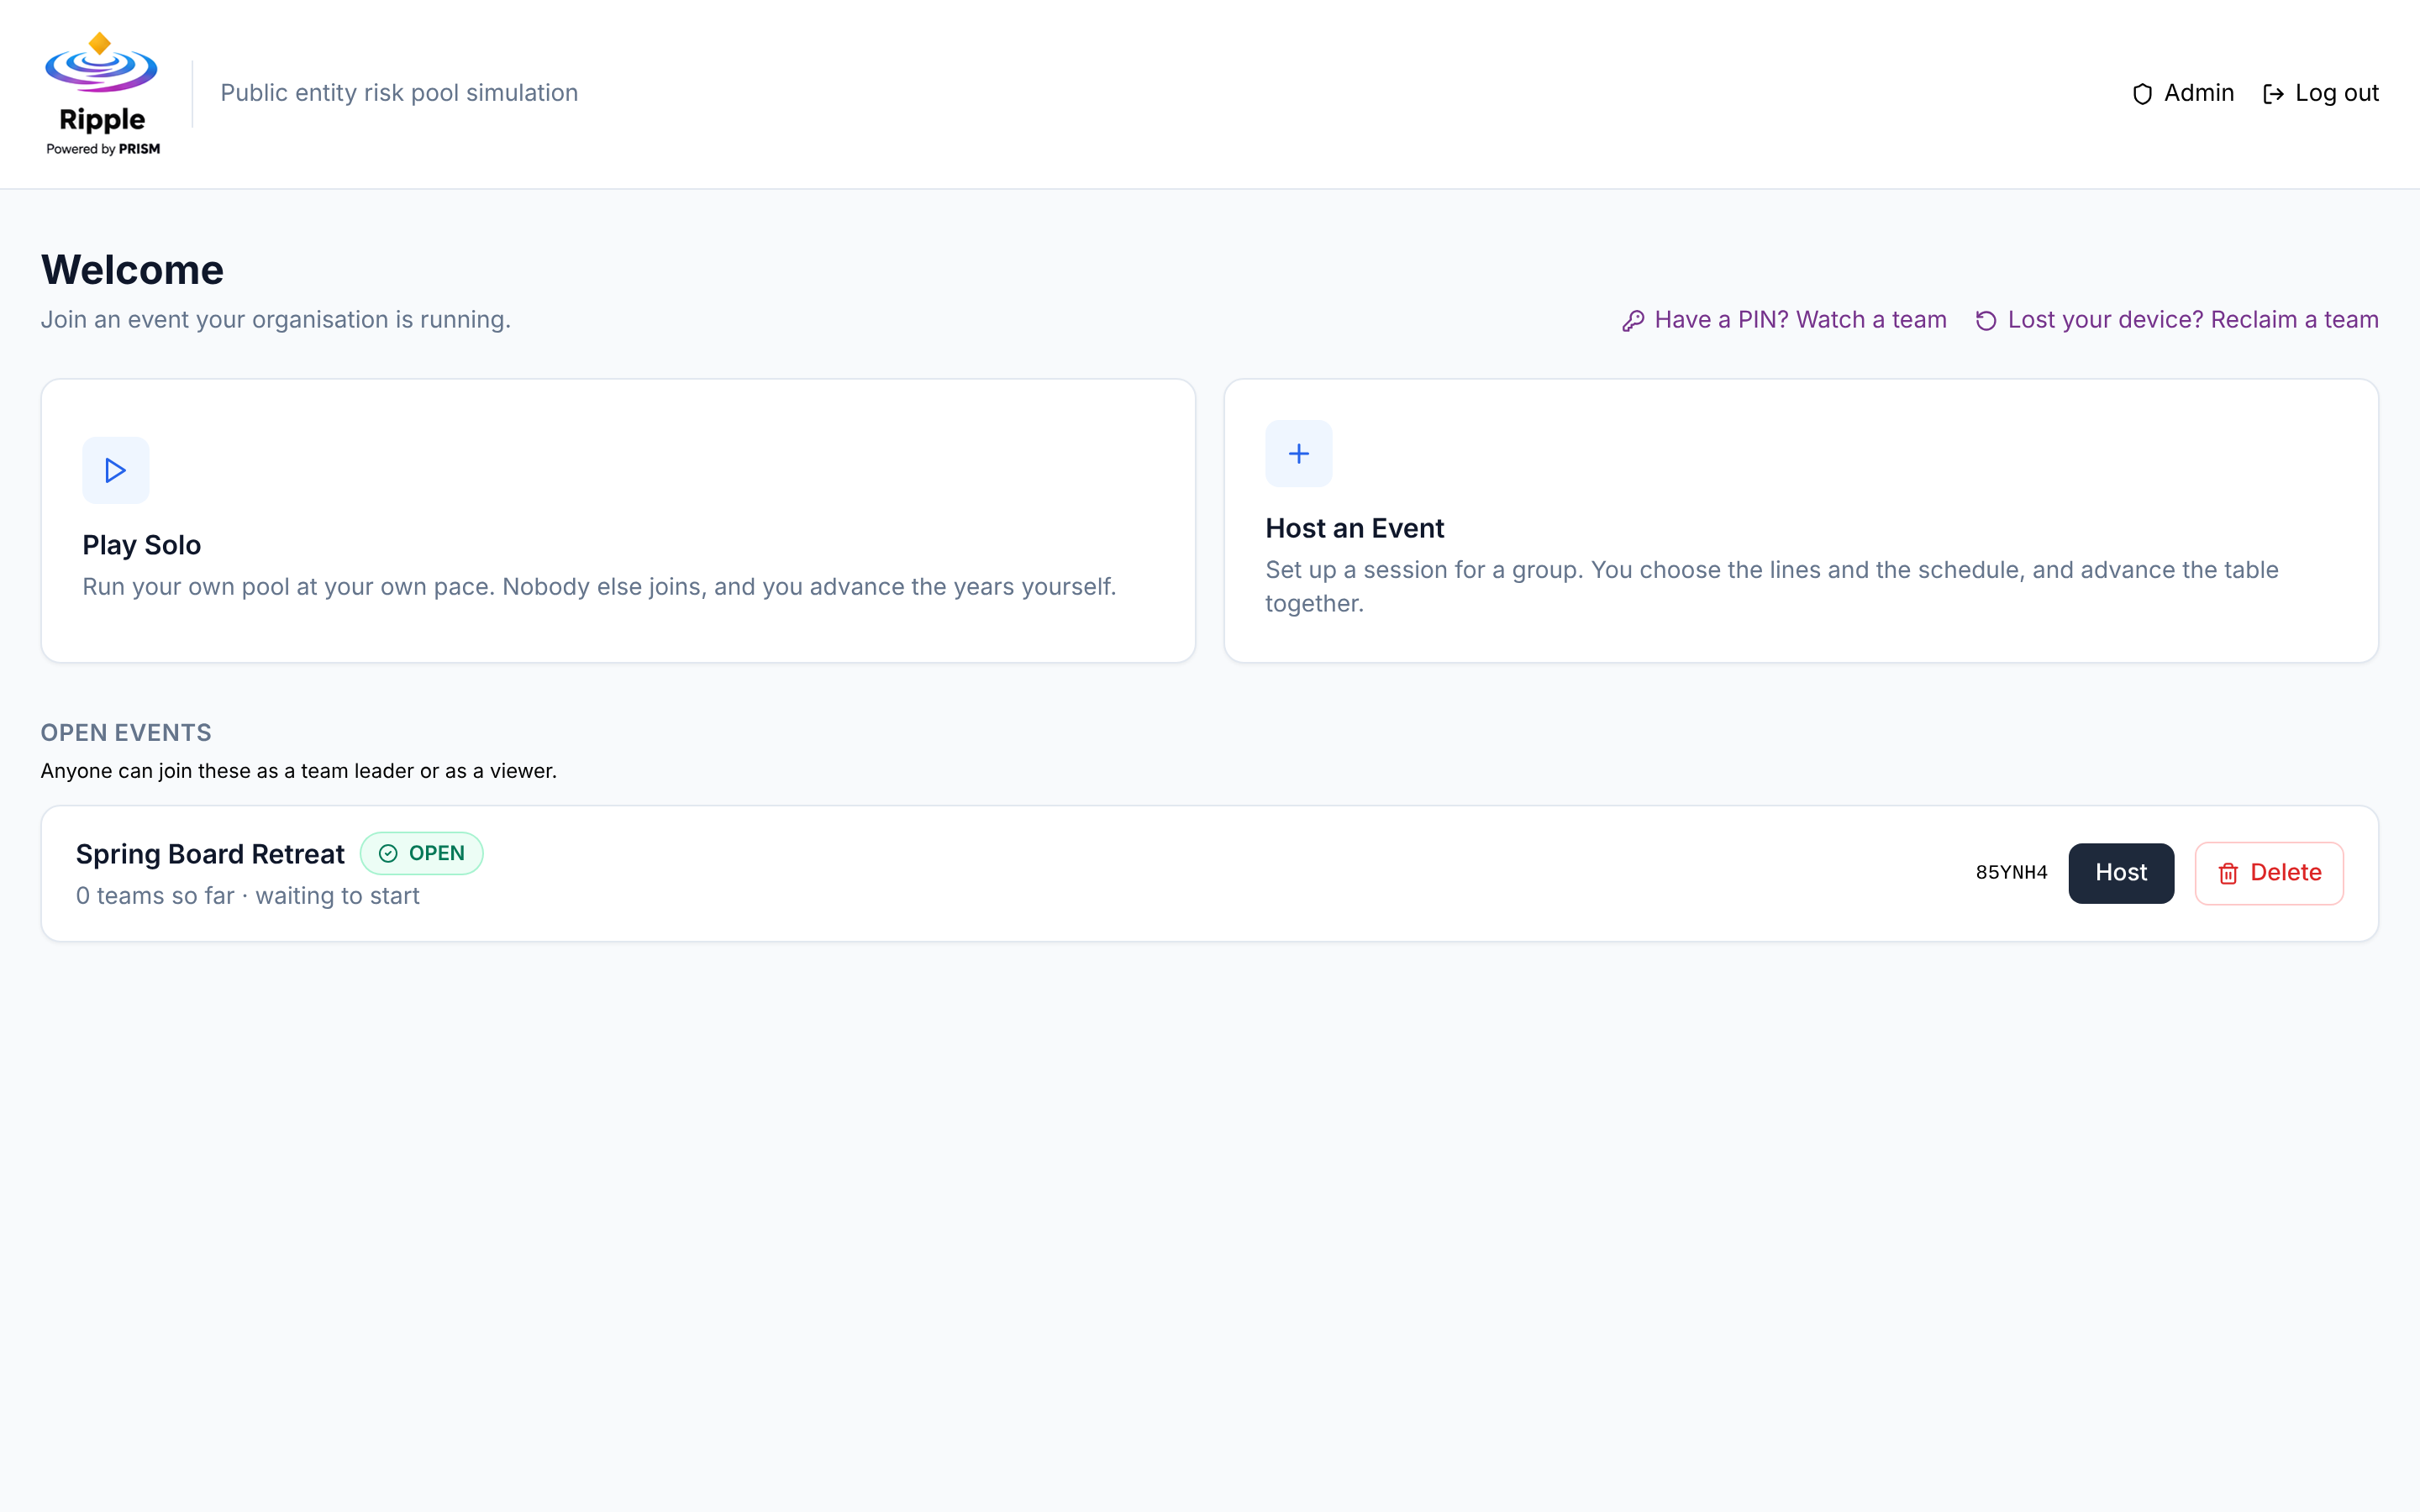 Ripple
Powered by PRISM
Public entity risk pool simulation
Admin
Log out
Welcome
Join an event your organisation is running.
Have a PIN? Watch a team
Lost your device? Reclaim a team
Play Solo
Run your own pool at your own pace. Nobody else joins, and you advance the years yourself.
Host an Event
Set up a session for a group. You choose the lines and the schedule, and advance the table
together.
OPEN EVENTS
Anyone can join these as a team leader or as a viewer.
Spring Board Retreat
OPEN
0 teams so far · waiting to start
85YNH4
Host
Delete